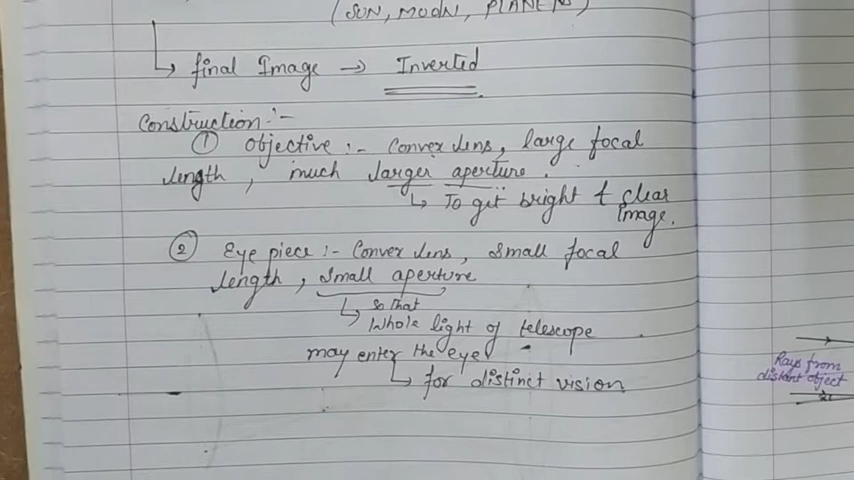 (SUN, MOON, PLANETS)
↳ final Image → Inverted
Construction :-
① Objective :- Convex lens, large focal
length, much larger aperture.
↳ To get bright & clear
Image.
② Eye piece :- Convex lens, Small focal
length, Small aperture
↳ so that
Whole light of telescope
may enter the eye
↳ for distinct vision
Rays from
distant object